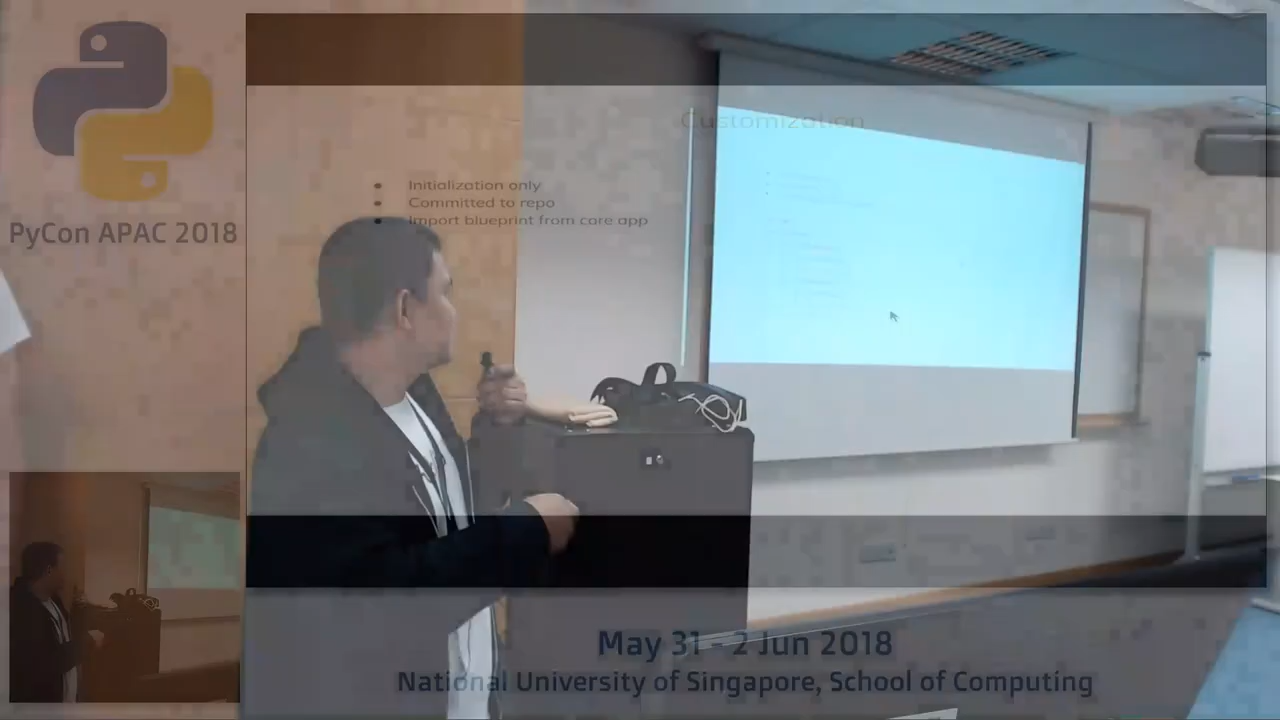 PyCon APAC 2018
Customization
Initialization only
Committed to repo
Import blueprint from core app
May 31 - 2 Jun 2018
National University of Singapore, School of Computing